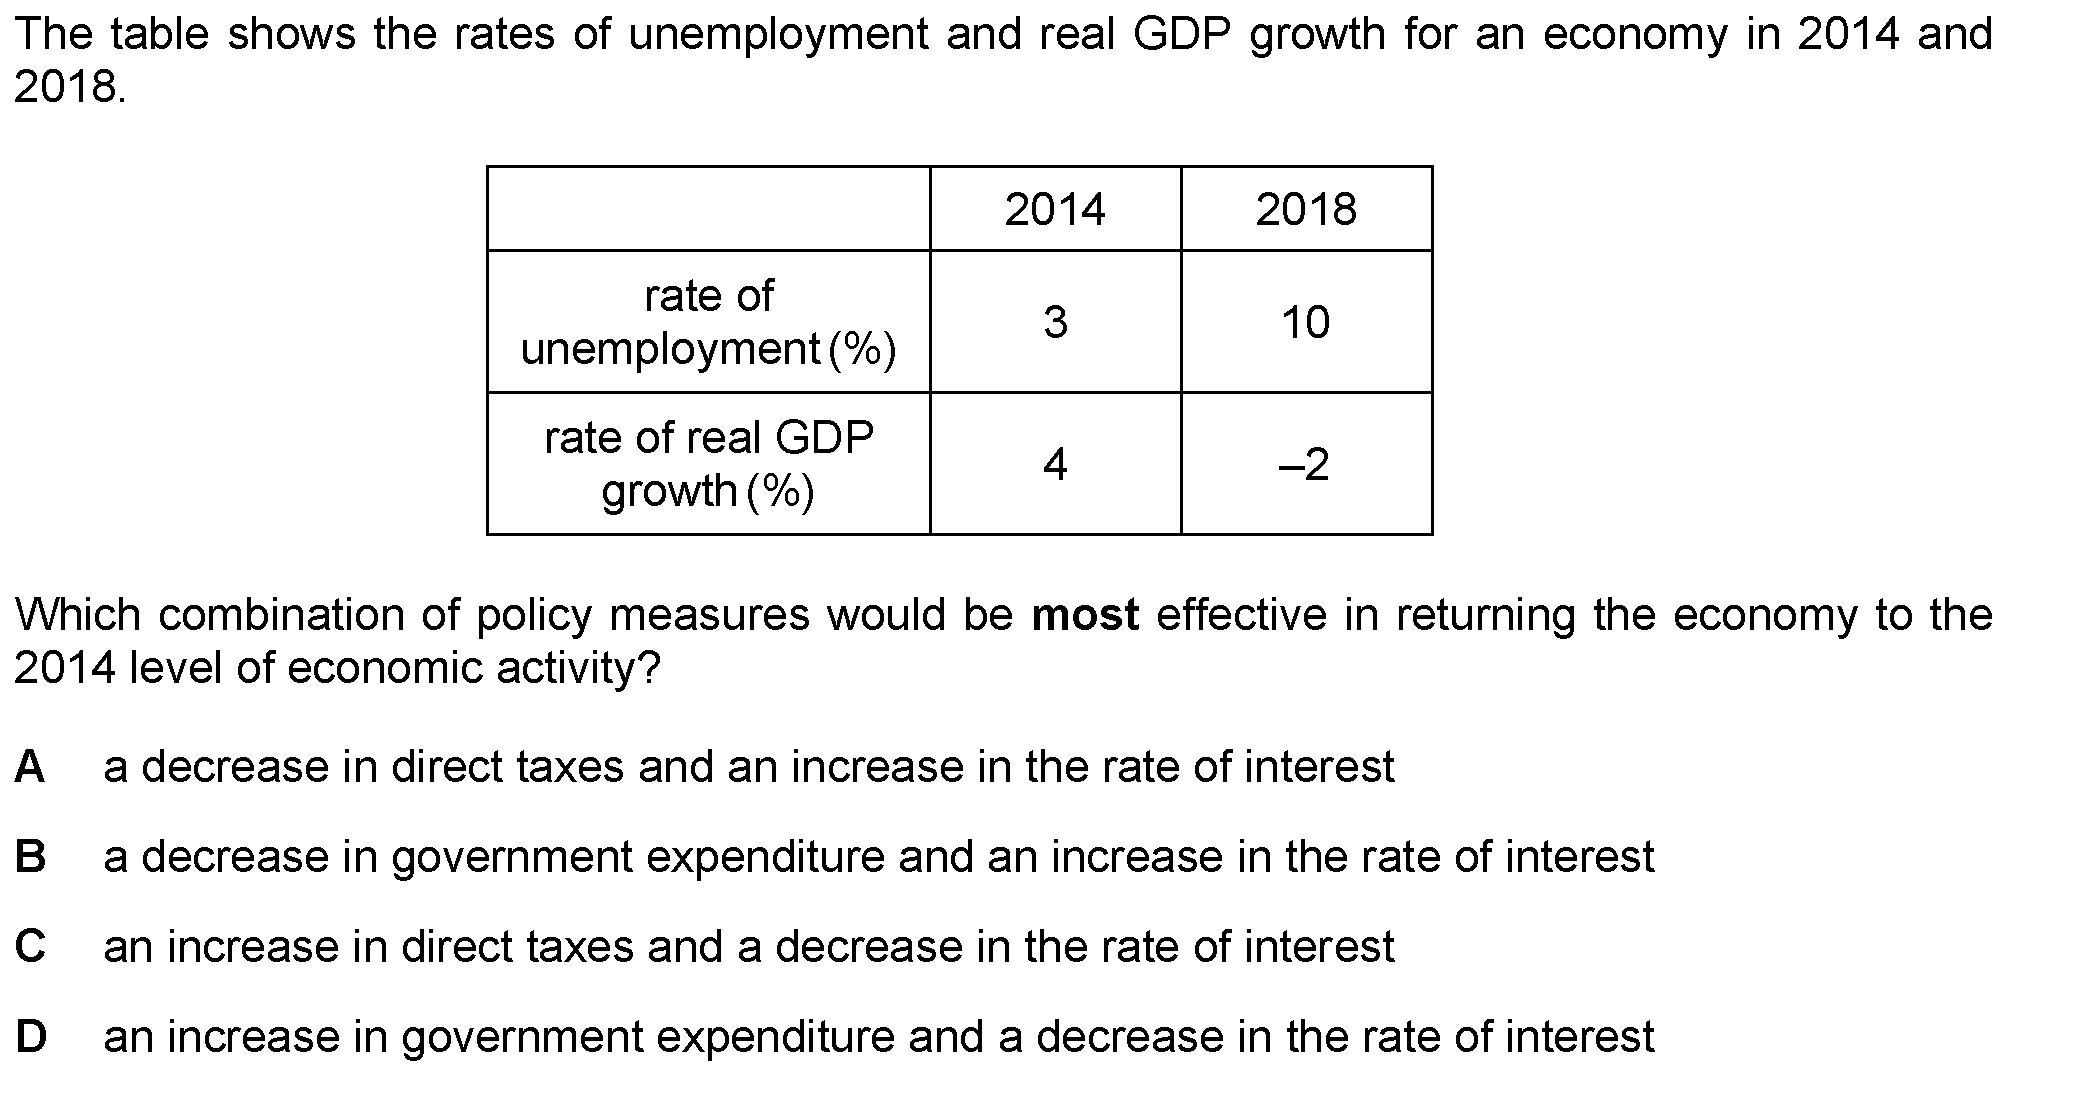 The table shows the rates of unemployment and real GDP growth for an economy in 2014 and
2018.
2014 2018
rate of
unemployment (%) 3 10
rate of real GDP
growth (%) 4 –2
Which combination of policy measures would be most effective in returning the economy to the
2014 level of economic activity?
A a decrease in direct taxes and an increase in the rate of interest
B a decrease in government expenditure and an increase in the rate of interest
C an increase in direct taxes and a decrease in the rate of interest
D an increase in government expenditure and a decrease in the rate of interest